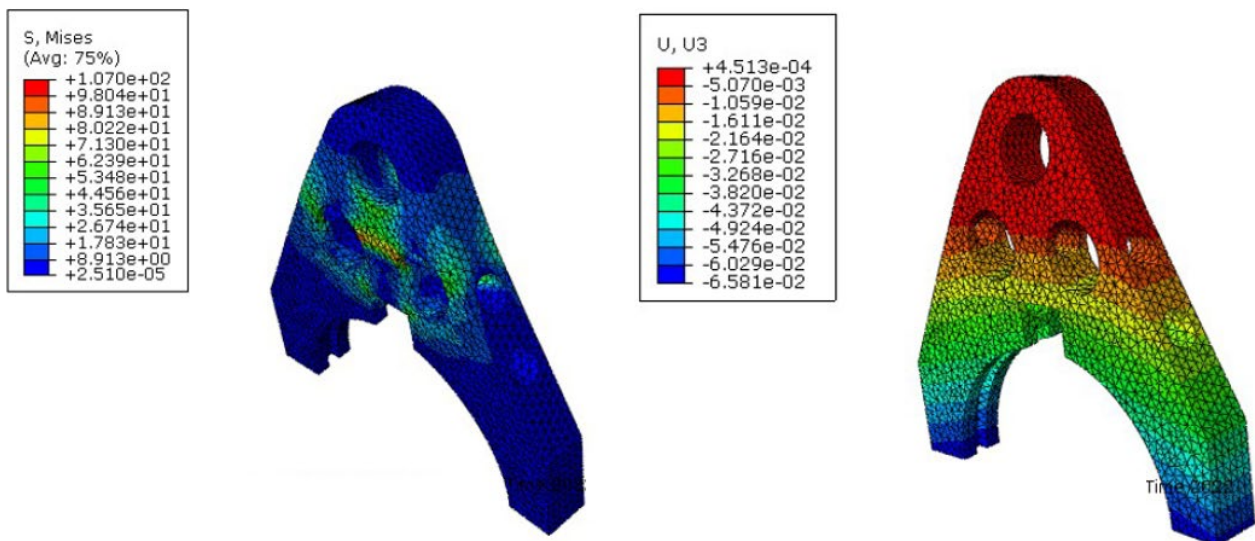 S, Mises
(Avg: 75%)
+1.070e+02
+9.804e+01
+8.913e+01
+8.022e+01
+7.130e+01
+6.239e+01
+5.348e+01
+4.456e+01
+3.565e+01
+2.674e+01
+1.783e+01
+8.913e+00
+2.510e-05
U, U3
+4.513e-04
-5.070e-03
-1.059e-02
-1.611e-02
-2.164e-02
-2.716e-02
-3.268e-02
-3.820e-02
-4.372e-02
-4.924e-02
-5.476e-02
-6.029e-02
-6.581e-02
Time
Time